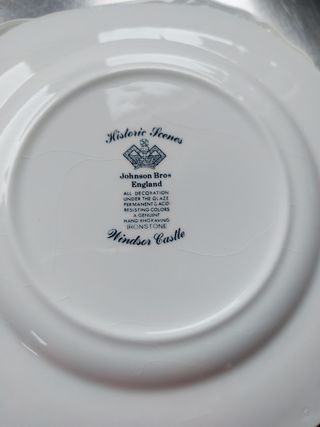 Historic Scenes
Johnson Bros
England
ALL DECORATION
UNDER THE GLAZE
PERMANENT & ACID
RESISTING COLORS
A GENUINE
HAND ENGRAVING
IRONSTONE
Windsor Castle